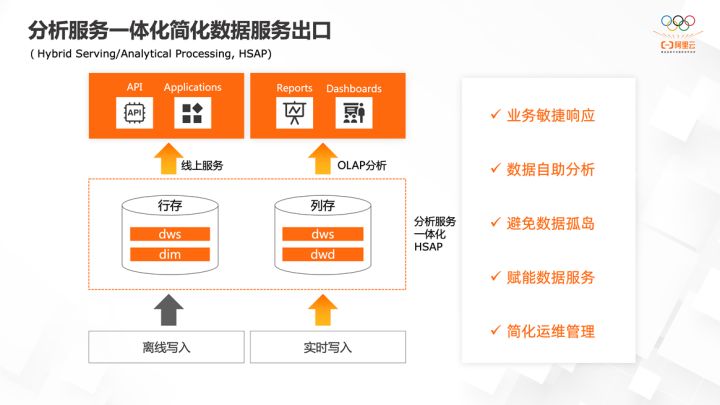 分析服务一体化简化数据服务出口
( Hybrid Serving/Analytical Processing, HSAP)
阿里云
API
Applications
Reports
Dashboards
API
线上服务
OLAP分析
行存
dws
dim
列存
dws
dwd
分析服务
一体化
HSAP
离线写入
实时写入
✓ 业务敏捷响应
✓ 数据自助分析
✓ 避免数据孤岛
✓ 赋能数据服务
✓ 简化运维管理